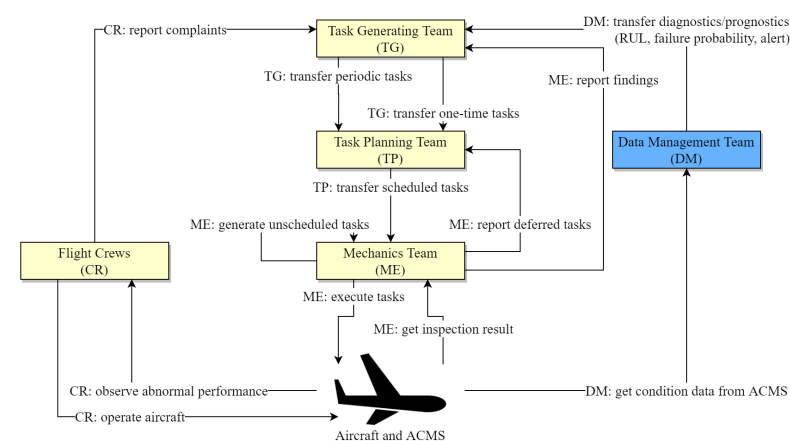 CR: report complaints
Task Generating Team
(TG)
DM: transfer diagnostics/prognostics
(RUL, failure probability, alert)
TG: transfer periodic tasks
ME: report findings
TG: transfer one-time tasks
Task Planning Team
(TP)
Data Management Team
(DM)
TP: transfer scheduled tasks
ME: generate unscheduled tasks
ME: report deferred tasks
Flight Crews
(CR)
Mechanics Team
(ME)
ME: execute tasks
ME: get inspection result
CR: observe abnormal performance
DM: get condition data from ACMS
CR: operate aircraft
Aircraft and ACMS